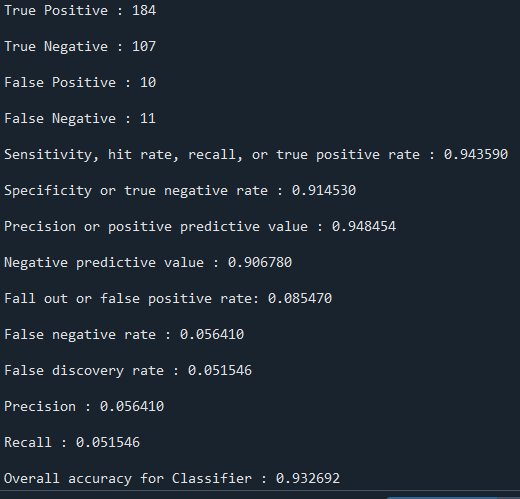 True Positive : 184
True Negative : 107
False Positive : 10
False Negative : 11
Sensitivity, hit rate, recall, or true positive rate : 0.943590
Specificity or true negative rate : 0.914530
Precision or positive predictive value : 0.948454
Negative predictive value : 0.906780
Fall out or false positive rate: 0.085470
False negative rate : 0.056410
False discovery rate : 0.051546
Precision : 0.056410
Recall : 0.051546
Overall accuracy for Classifier : 0.932692